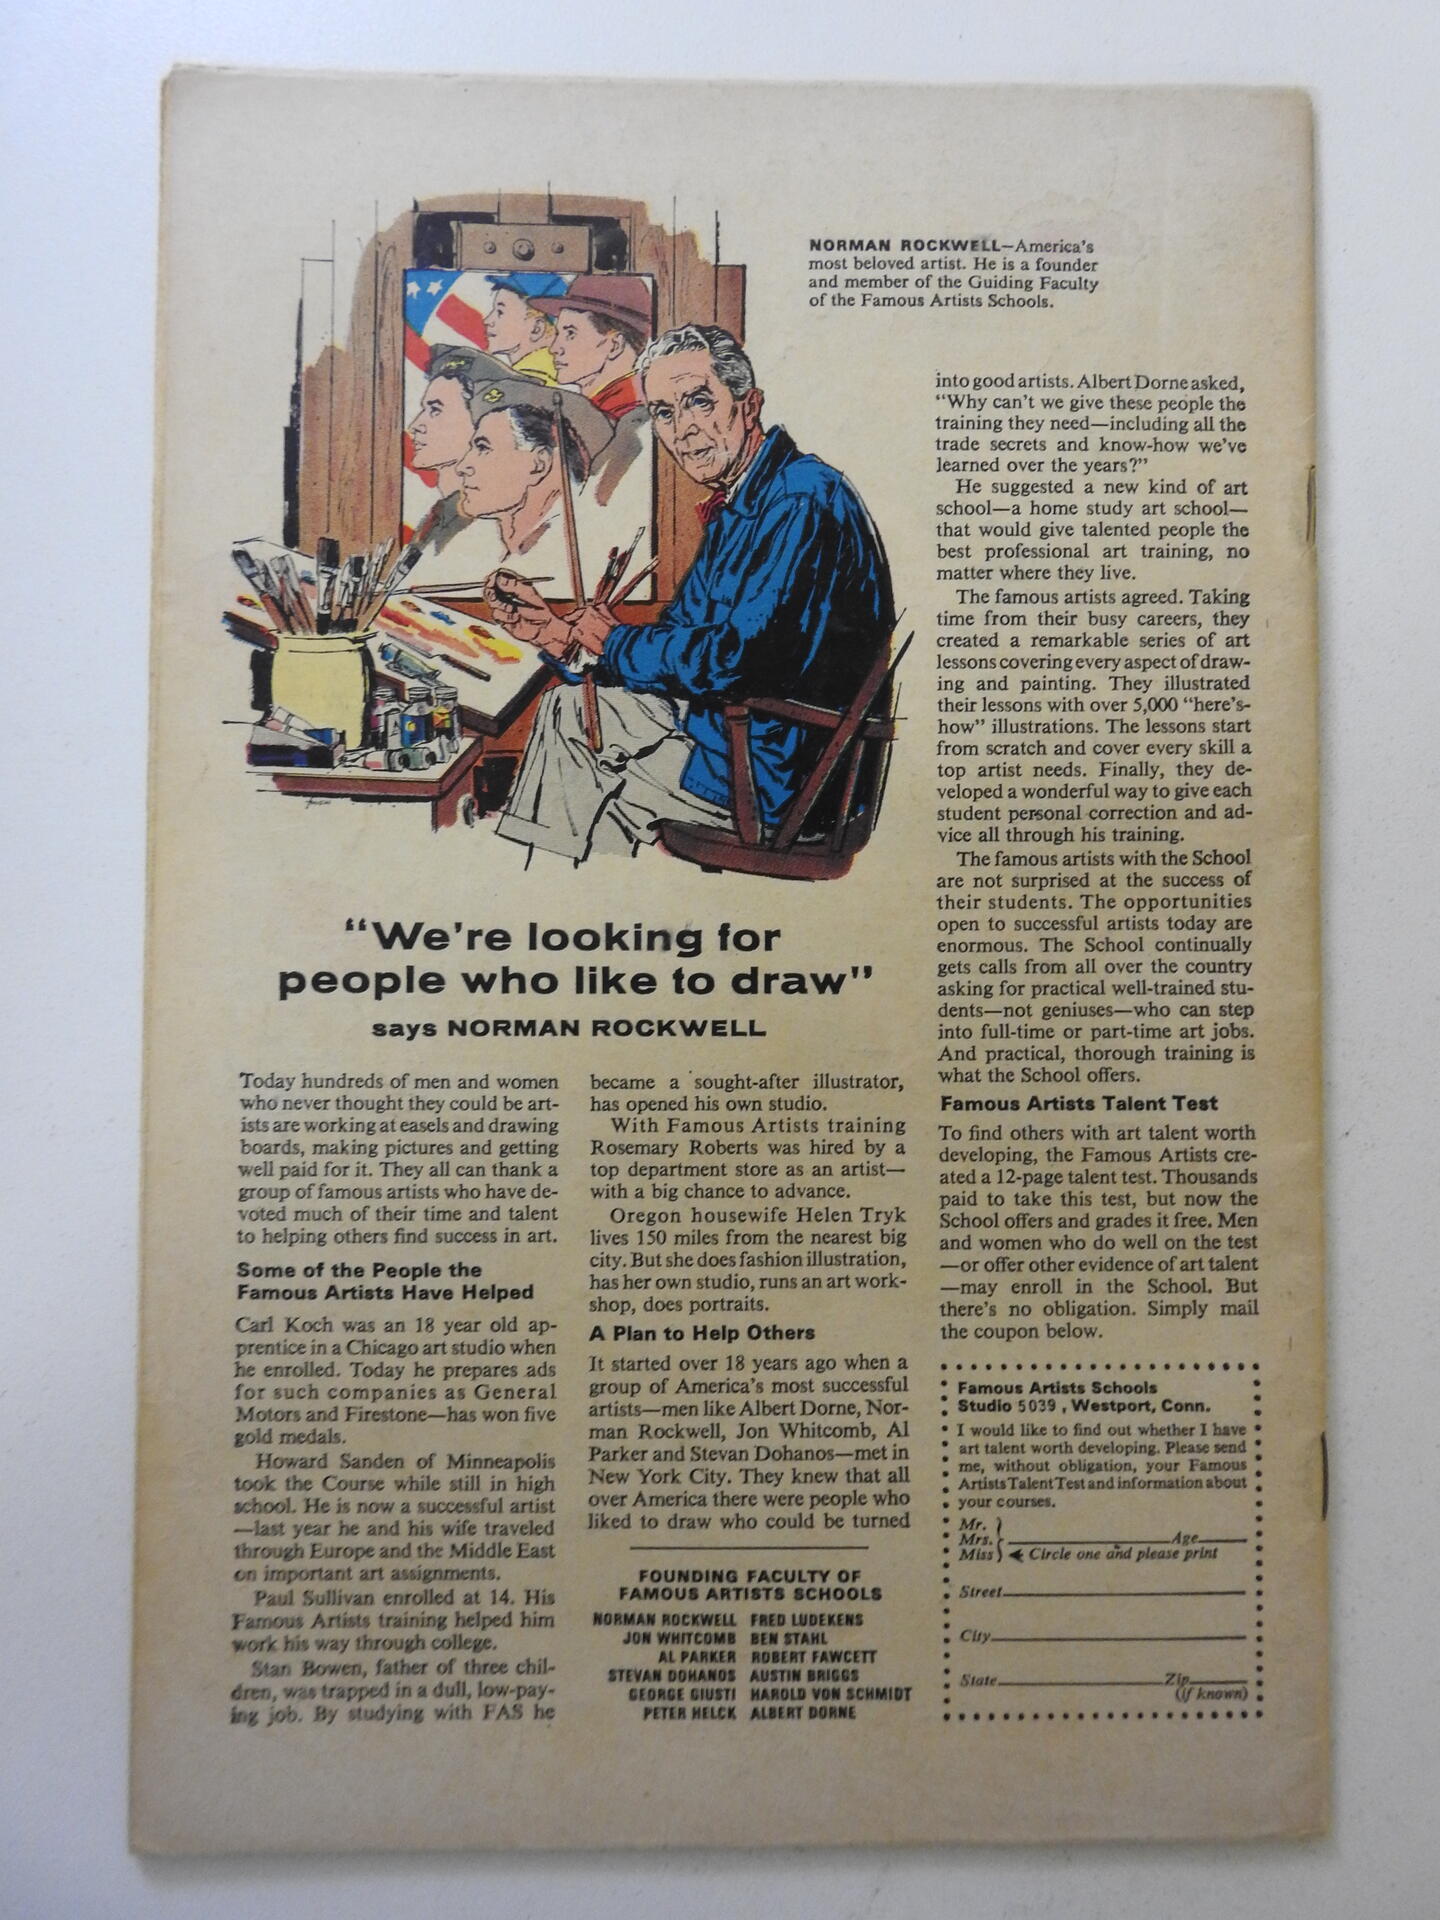 NORMAN ROCKWELL—America's
most beloved artist. He is a founder
and member of the Guiding Faculty
of the Famous Artists Schools.
"We're looking for
people who like to draw"
says NORMAN ROCKWELL
Today hundreds of men and women
who never thought they could be art-
ists are working at easels and drawing
boards, making pictures and getting
well paid for it. They all can thank a
group of famous artists who have de-
voted much of their time and talent
to helping others find success in art.
Some of the People the
Famous Artists Have Helped
Carl Koch was an 18 year old ap-
prentice in a Chicago art studio when
he enrolled. Today he prepares ads
for such companies as General
Motors and Firestone—has won five
gold medals.
Howard Sanden of Minneapolis
took the Course while still in high
school. He is now a successful artist
—last year he and his wife traveled
through Europe and the Middle East
on important art assignments.
Paul Sullivan enrolled at 14. His
Famous Artists training helped him
work his way through college.
Stan Bowen, father of three chil-
dren, was trapped in a dull, low-pay-
ing job. By studying with FAS he
became a sought-after illustrator,
has opened his own studio.
With Famous Artists training
Rosemary Roberts was hired by a
top department store as an artist—
with a big chance to advance.
Oregon housewife Helen Tryk
lives 150 miles from the nearest big
city. But she does fashion illustration,
has her own studio, runs an art work-
shop, does portraits.
A Plan to Help Others
It started over 18 years ago when a
group of America's most successful
artists—men like Albert Dorne, Nor-
man Rockwell, Jon Whitcomb, Al
Parker and Stevan Dohanos—met in
New York City. They knew that all
over America there were people who
liked to draw who could be turned
FOUNDING FACULTY OF
FAMOUS ARTISTS SCHOOLS
NORMAN ROCKWELL FRED LUDEKENS
JON WHITCOMB BEN STAHL
AL PARKER ROBERT FAWCETT
STEVAN DOHANOS AUSTIN BRIGGS
GEORGE GIUSTI HAROLD VON SCHMIDT
PETER HELCK ALBERT DORNE
into good artists. Albert Dorne asked,
"Why can't we give these people the
training they need—including all the
trade secrets and know-how we've
learned over the years?"
He suggested a new kind of art
school—a home study art school—
that would give talented people the
best professional art training, no
matter where they live.
The famous artists agreed. Taking
time from their busy careers, they
created a remarkable series of art
lessons covering every aspect of draw-
ing and painting. They illustrated
their lessons with over 5,000 "here's-
how" illustrations. The lessons start
from scratch and cover every skill a
top artist needs. Finally, they de-
veloped a wonderful way to give each
student personal correction and ad-
vice all through his training.
The famous artists with the School
are not surprised at the success of
their students. The opportunities
open to successful artists today are
enormous. The School continually
gets calls from all over the country
asking for practical well-trained stu-
dents—not geniuses—who can step
into full-time or part-time art jobs.
And practical, thorough training is
what the School offers.
Famous Artists Talent Test
To find others with art talent worth
developing, the Famous Artists cre-
ated a 12-page talent test. Thousands
paid to take this test, but now the
School offers and grades it free. Men
and women who do well on the test
—or offer other evidence of art talent
—may enroll in the School. But
there's no obligation. Simply mail
the coupon below.
Famous Artists Schools
Studio 5039, Westport, Conn.
I would like to find out whether I have
art talent worth developing. Please send
me, without obligation, your Famous
Artists Talent Test and information about
your courses.
Mr.
Mrs. Age
Miss Circle one and please print
Street
City
State Zip
(if known)